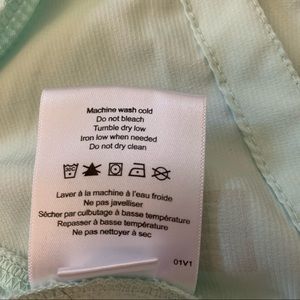 Machine wash cold
Do not bleach
Tumble dry low
Iron low when needed
Do not dry clean
Laver à la machine à l'eau froide
Ne pas javelliser
Sécher par culbutage à basse température
Repasser à basse température
Ne pas nettoyer à sec
01V1